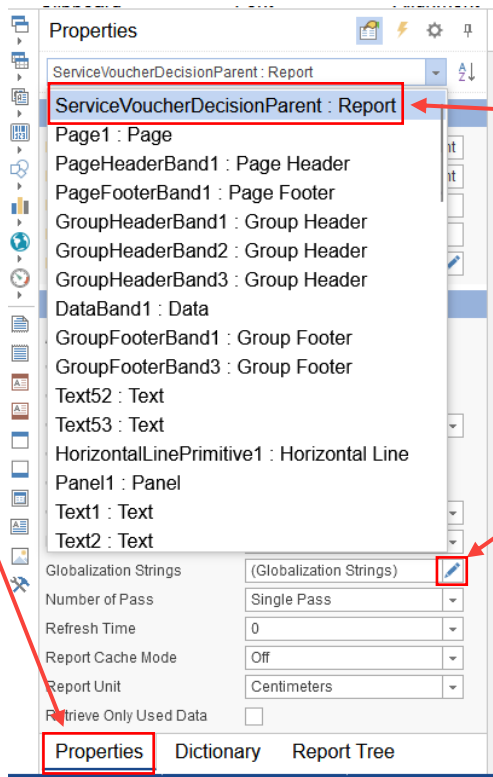 Properties
ServiceVoucherDecisionParent : Report
ServiceVoucherDecisionParent : Report
Page1 : Page
PageHeaderBand1 : Page Header
PageFooterBand1 : Page Footer
GroupHeaderBand1 : Group Header
GroupHeaderBand2 : Group Header
GroupHeaderBand3 : Group Header
DataBand1 : Data
GroupFooterBand1 : Group Footer
GroupFooterBand3 : Group Footer
Text52 : Text
Text53 : Text
HorizontalLinePrimitive1 : Horizontal Line
Panel1 : Panel
Text1 : Text
Text2 : Text
Globalization Strings (Globalization Strings)
Number of Pass Single Pass
Refresh Time 0
Report Cache Mode Off
Report Unit Centimeters
Retrieve Only Used Data
Properties Dictionary Report Tree